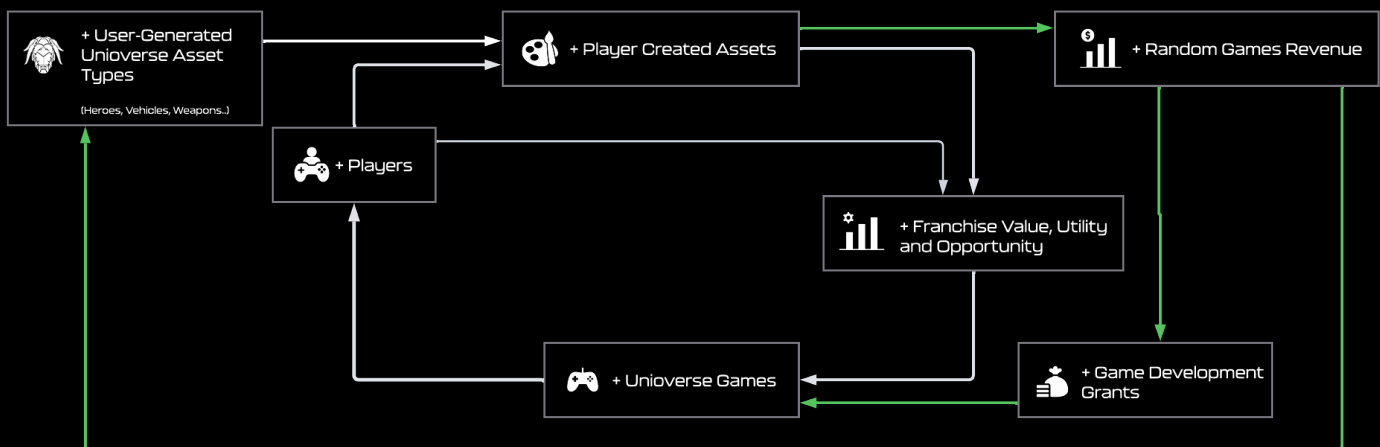 + User-Generated
Unioverse Asset
Types
(Heroes, Vehicles, Weapons..)
+ Player Created Assets
+ Random Games Revenue
+ Players
+ Franchise Value, Utility
and Opportunity
+ Unioverse Games
+ Game Development
Grants